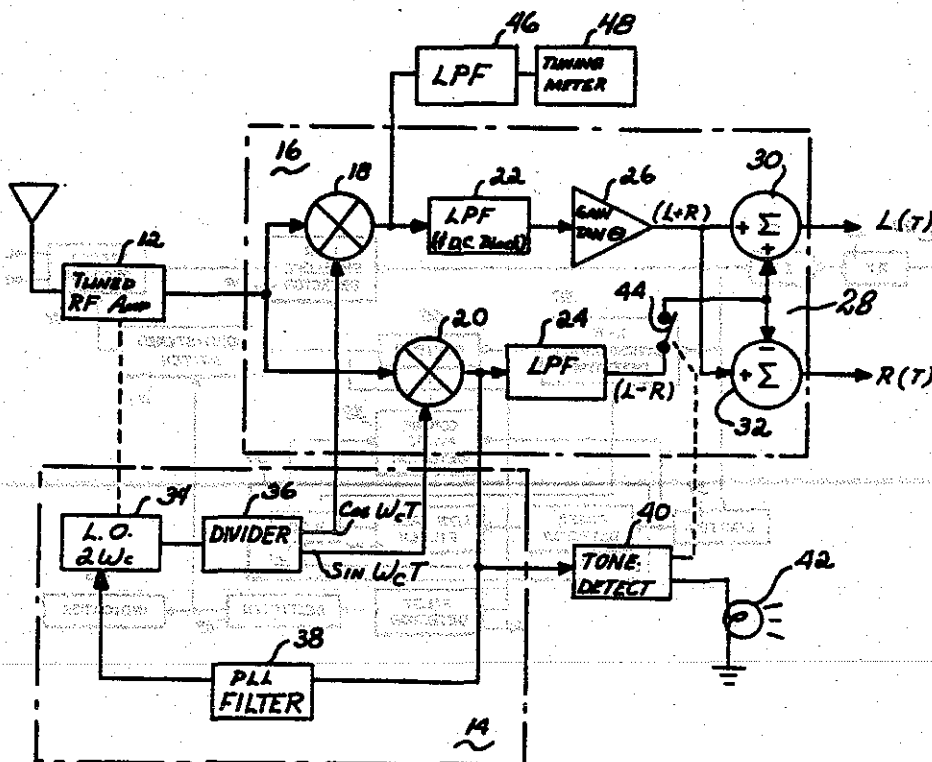 46
48
LPF
TUNING
METER
16
18
22
26
30
LPF
(+ DC Block)
GAIN
TAN θ
(L+R)
+ Σ
+
L(T)
12
TUNED
RF Amp
20
24
44
28
LPF
(L-R)
-
+ Σ
R(T)
32
34
36
L.O.
2Wc
DIVIDER
Cos WcT
SIN WcT
40
TONE
DETECT
42
38
PLL
FILTER
14